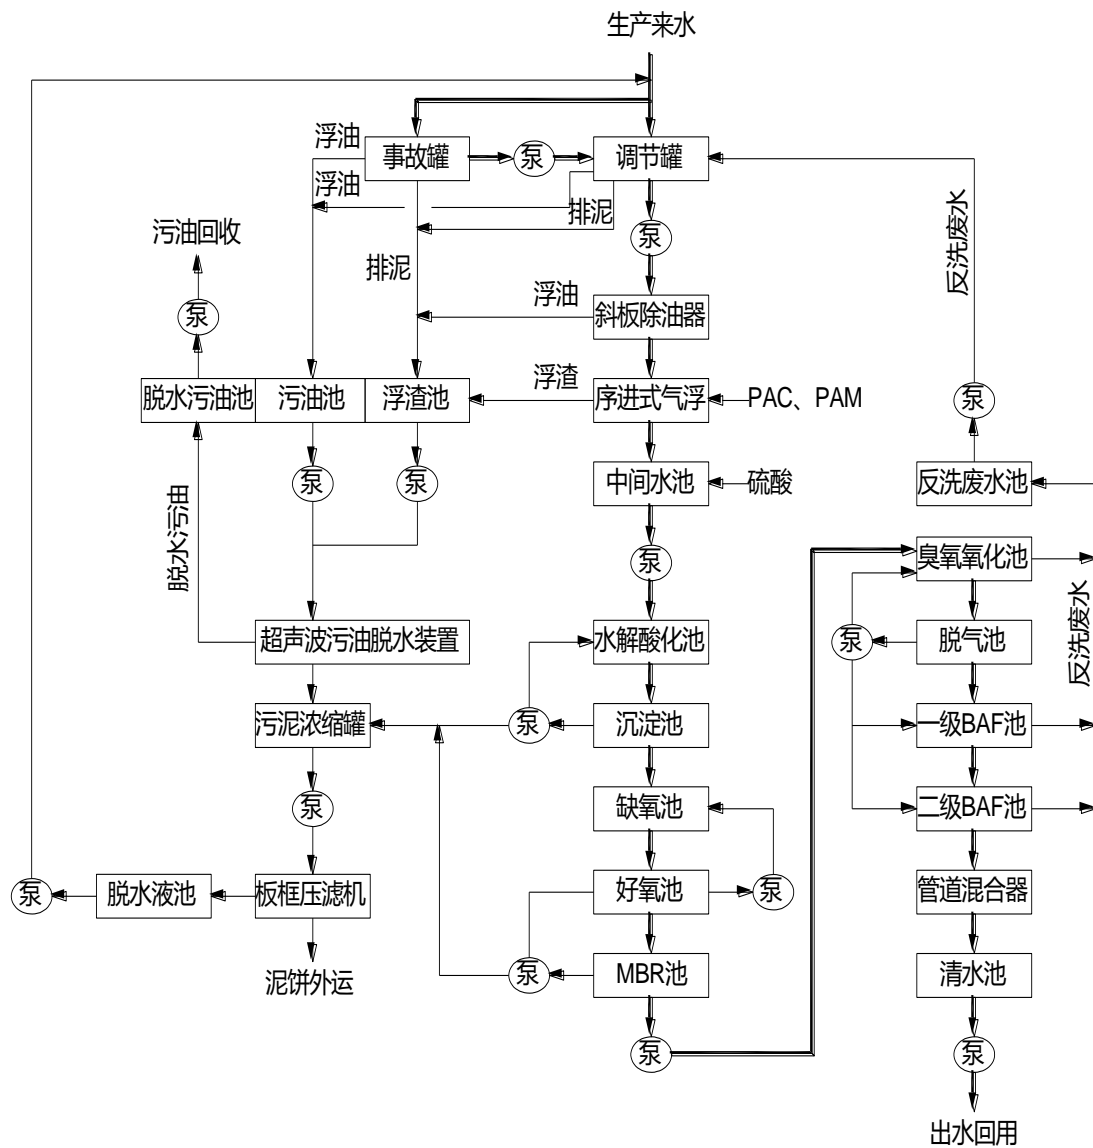 生产来水
浮油
事故罐
泵
调节罐
浮油
排泥
污油回收
泵
排泥
反洗废水
泵
浮油
斜板除油器
脱水污油池
污油池
浮渣池
浮渣
序进式气浮
PAC、PAM
泵
泵
泵
中间水池
硫酸
反洗废水池
脱水污油
泵
臭氧氧化池
超声波污油脱水装置
水解酸化池
泵
脱气池
反洗废水
污泥浓缩罐
泵
沉淀池
一级BAF池
泵
缺氧池
二级BAF池
泵
脱水液池
板框压滤机
好氧池
泵
管道混合器
泥饼外运
泵
MBR池
清水池
泵
泵
出水回用